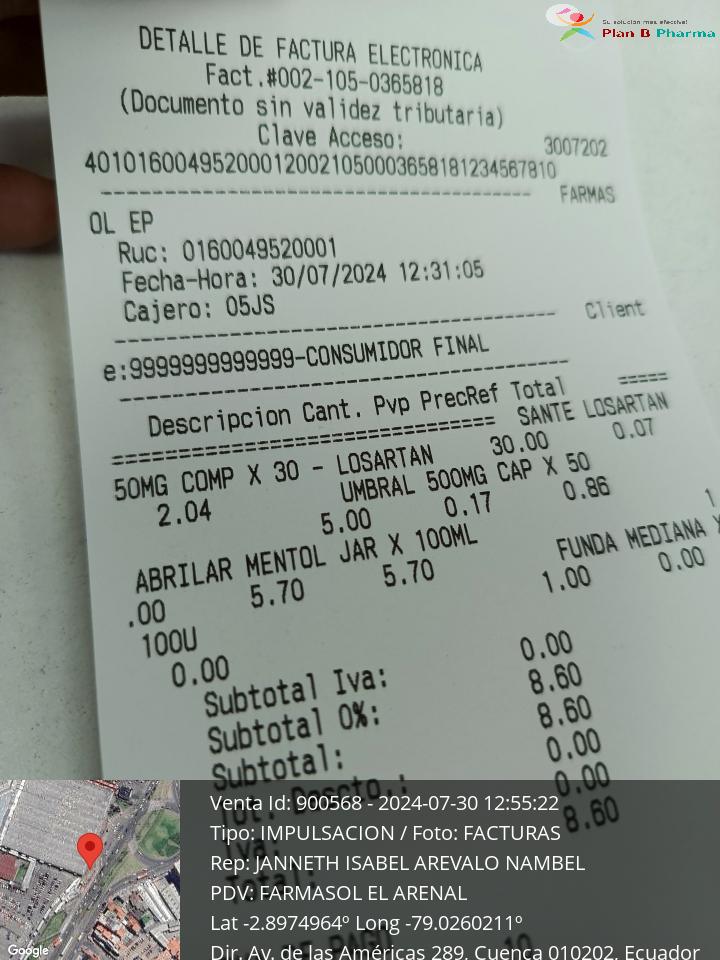 Su solución más efectiva!
Plan B Pharma
DETALLE DE FACTURA ELECTRONICA
Fact.#002-105-0365818
(Documento sin validez tributaria)
Clave Acceso:
3007202
401016004952000120021050003658181234567810
FARMAS
OL EP
Ruc: 0160049520001
Fecha-Hora: 30/07/2024 12:31:05
Cajero: 05JS
Client
e:9999999999999-CONSUMIDOR FINAL
Descripcion Cant. Pvp PrecRef Total
SANTE LOSARTAN
50MG COMP X 30 - LOSARTAN 30.00 0.07
2.04 UMBRAL 500MG CAP X 50
5.00 0.17 0.86
ABRILAR MENTOL JAR X 100ML 1
.00 5.70 5.70 FUNDA MEDIANA X
100U 1.00 0.00
0.00
Subtotal Iva: 0.00
Subtotal 0%: 8.60
Subtotal: 8.60
Tot. Descto.: 0.00
Iva: 0.00
Total: 8.60
Venta Id: 900568 - 2024-07-30 12:55:22
Tipo: IMPULSACION / Foto: FACTURAS
Rep: JANNETH ISABEL AREVALO NAMBEL
PDV: FARMASOL EL ARENAL
Lat -2.8974964º Long -79.0260211º
Dir. Av. de las Américas 289, Cuenca 010202, Ecuador
Google